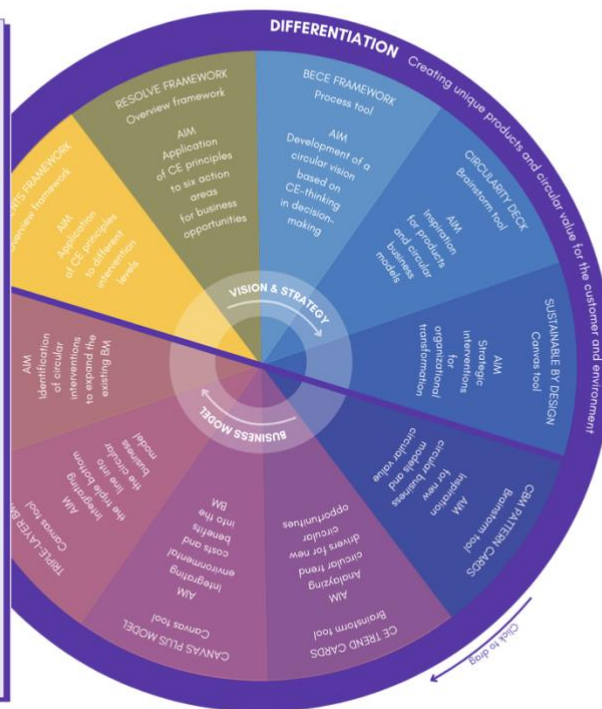 DIFFERENTIATION Creating unique products and circular value for the customer and environment
RESOLVE FRAMEWORK
Overview framework
AIM
Application
of CE principles
to six action
areas
for business
opportunities
BECE FRAMEWORK
Process tool
AIM
Development of a
circular vision
based on
CE-thinking
in decision-
making
CIRCULARITY DECK
Brainstorm tool
AIM
Inspiration
for products
and circular
business
models
SUSTAINABLE BY DESIGN
Canvas tool
AIM
Strategic
interventions
for
organizational
transformation
CBM PATTERN CARDS
Brainstorm tool
AIM
Inspiration
for new
circular business
models and
circular value
CE TREND CARDS
Brainstorm tool
AIM
Analayzing
circular trend
drivers for new
circular
opportunities
CANVAS PLUS MODEL
Canvas tool
AIM
Integrating
environmental
costs and
benefits
into the
BM
TRIPLE-LAYER
Canvas tool
AIM
Integrating
the triple bottom
line into
the circular
business
model
AIM
Identification
of circular
interventions
to expand the
existing BM
FRAMEWORK
Overview framework
AIM
Application
of CE principles
to different
intervention
levels
VISION & STRATEGY
BUSINESS MODEL
Click to drag